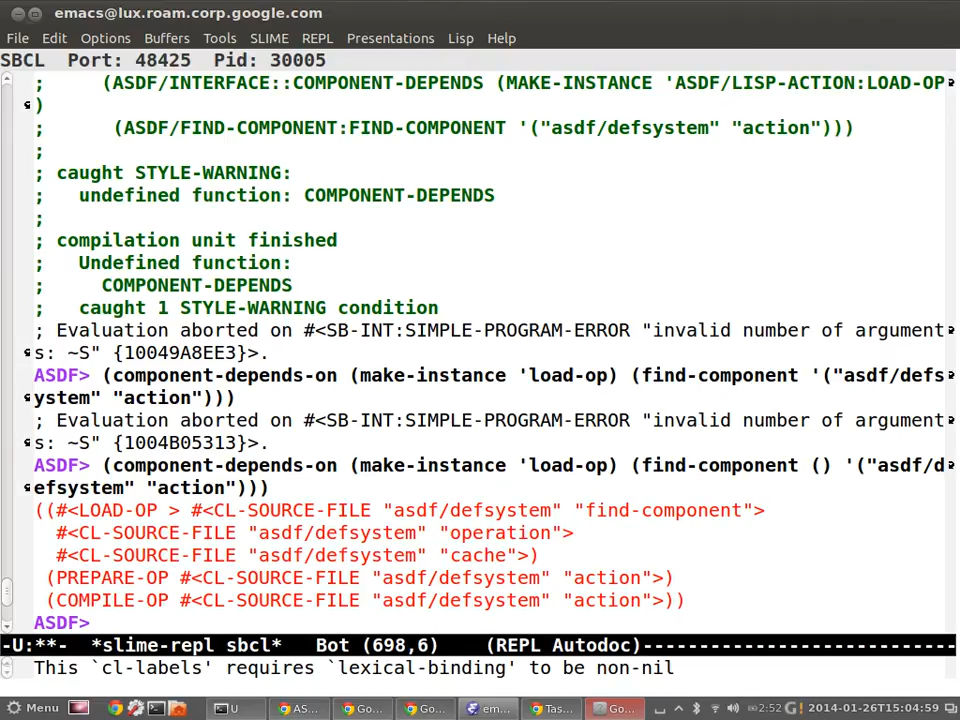 emacs@lux.roam.corp.google.com
File Edit Options Buffers Tools SLIME REPL Presentations Lisp Help
SBCL  Port: 48425  Pid: 30005
;     (ASDF/INTERFACE::COMPONENT-DEPENDS (MAKE-INSTANCE 'ASDF/LISP-ACTION:LOAD-OP
)
;      (ASDF/FIND-COMPONENT:FIND-COMPONENT '("asdf/defsystem" "action")))
;
; caught STYLE-WARNING:
;   undefined function: COMPONENT-DEPENDS
;
; compilation unit finished
;   Undefined function:
;     COMPONENT-DEPENDS
;   caught 1 STYLE-WARNING condition
; Evaluation aborted on #<SB-INT:SIMPLE-PROGRAM-ERROR "invalid number of argument
s: ~S" {10049A8EE3}>.
ASDF> (component-depends-on (make-instance 'load-op) (find-component '("asdf/defs
ystem" "action")))
; Evaluation aborted on #<SB-INT:SIMPLE-PROGRAM-ERROR "invalid number of argument
s: ~S" {1004B05313}>.
ASDF> (component-depends-on (make-instance 'load-op) (find-component () '("asdf/d
efsystem" "action")))
((#<LOAD-OP > #<CL-SOURCE-FILE "asdf/defsystem" "find-component">
  #<CL-SOURCE-FILE "asdf/defsystem" "operation">
  #<CL-SOURCE-FILE "asdf/defsystem" "cache">)
 (PREPARE-OP #<CL-SOURCE-FILE "asdf/defsystem" "action">)
 (COMPILE-OP #<CL-SOURCE-FILE "asdf/defsystem" "action">))
ASDF>
-U:**-  *slime-repl sbcl*   Bot (698,6)    (REPL Autodoc)----------------------------
This `cl-labels' requires `lexical-binding' to be non-nil
Menu U AS... Go... Go... em... Tas... Go... 2:52 2014-01-26T15:04:59